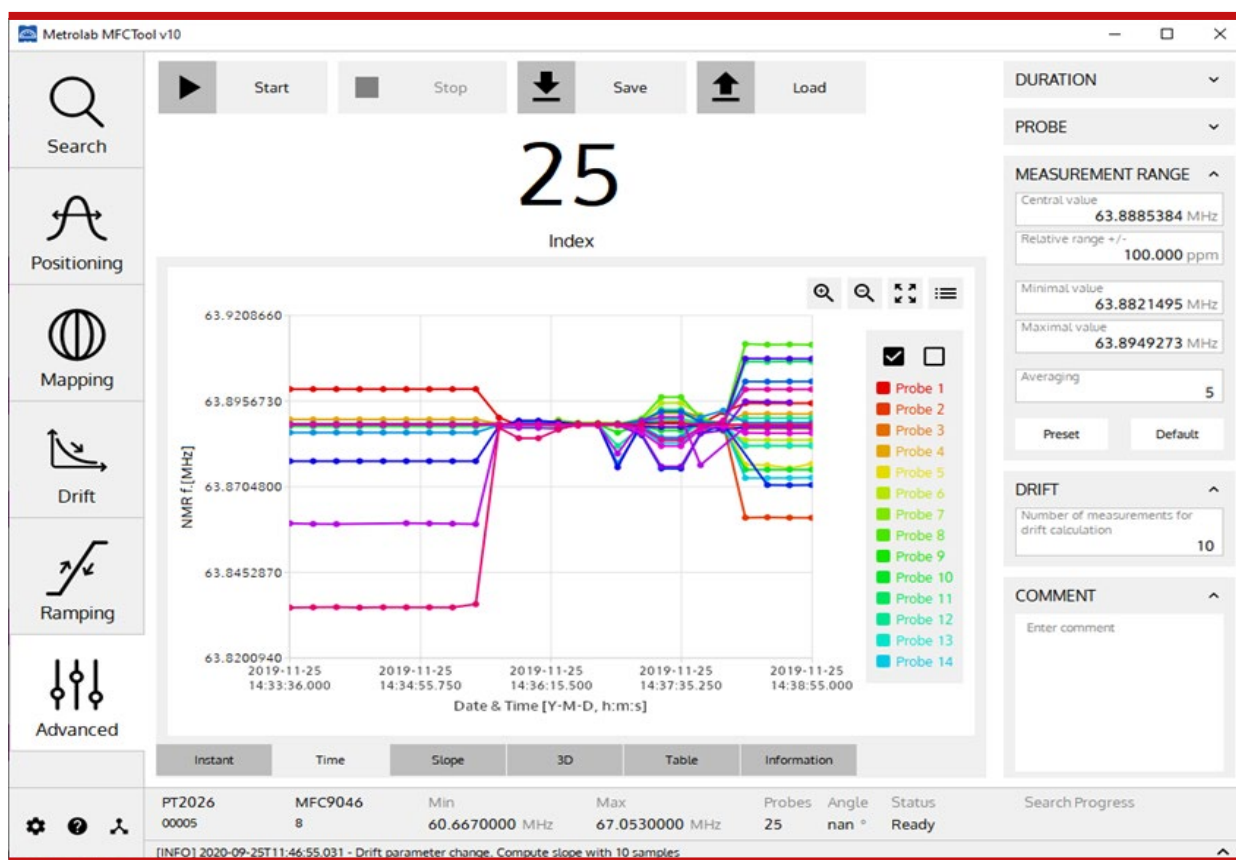 Metrolab MFCTool v10
Search
Positioning
Mapping
Drift
Ramping
Advanced
Start
Stop
Save
Load
25
Index
63.9208660
63.8956730
63.8704800
63.8452870
63.8200940
NMR f.[MHz]
2019-11-25 2019-11-25 2019-11-25 2019-11-25 2019-11-25
14:33:36.000 14:34:55.750 14:36:15.500 14:37:35.250 14:38:55.000
Date & Time [Y-M-D, h:m:s]
Probe 1
Probe 2
Probe 3
Probe 4
Probe 5
Probe 6
Probe 7
Probe 8
Probe 9
Probe 10
Probe 11
Probe 12
Probe 13
Probe 14
Instant
Time
Slope
3D
Table
Information
DURATION
PROBE
MEASUREMENT RANGE
Central value
63.8885384 MHz
Relative range +/-
100.000 ppm
Minimal value
63.8821495 MHz
Maximal value
63.8949273 MHz
Averaging
5
Preset
Default
DRIFT
Number of measurements for
drift calculation
10
COMMENT
Enter comment
PT2026 MFC9046 Min Max Probes Angle Status Search Progress
00005 8 60.6670000 MHz 67.0530000 MHz 25 nan ° Ready
[INFO] 2020-09-25T11:46:55.031 - Drift parameter change. Compute slope with 10 samples